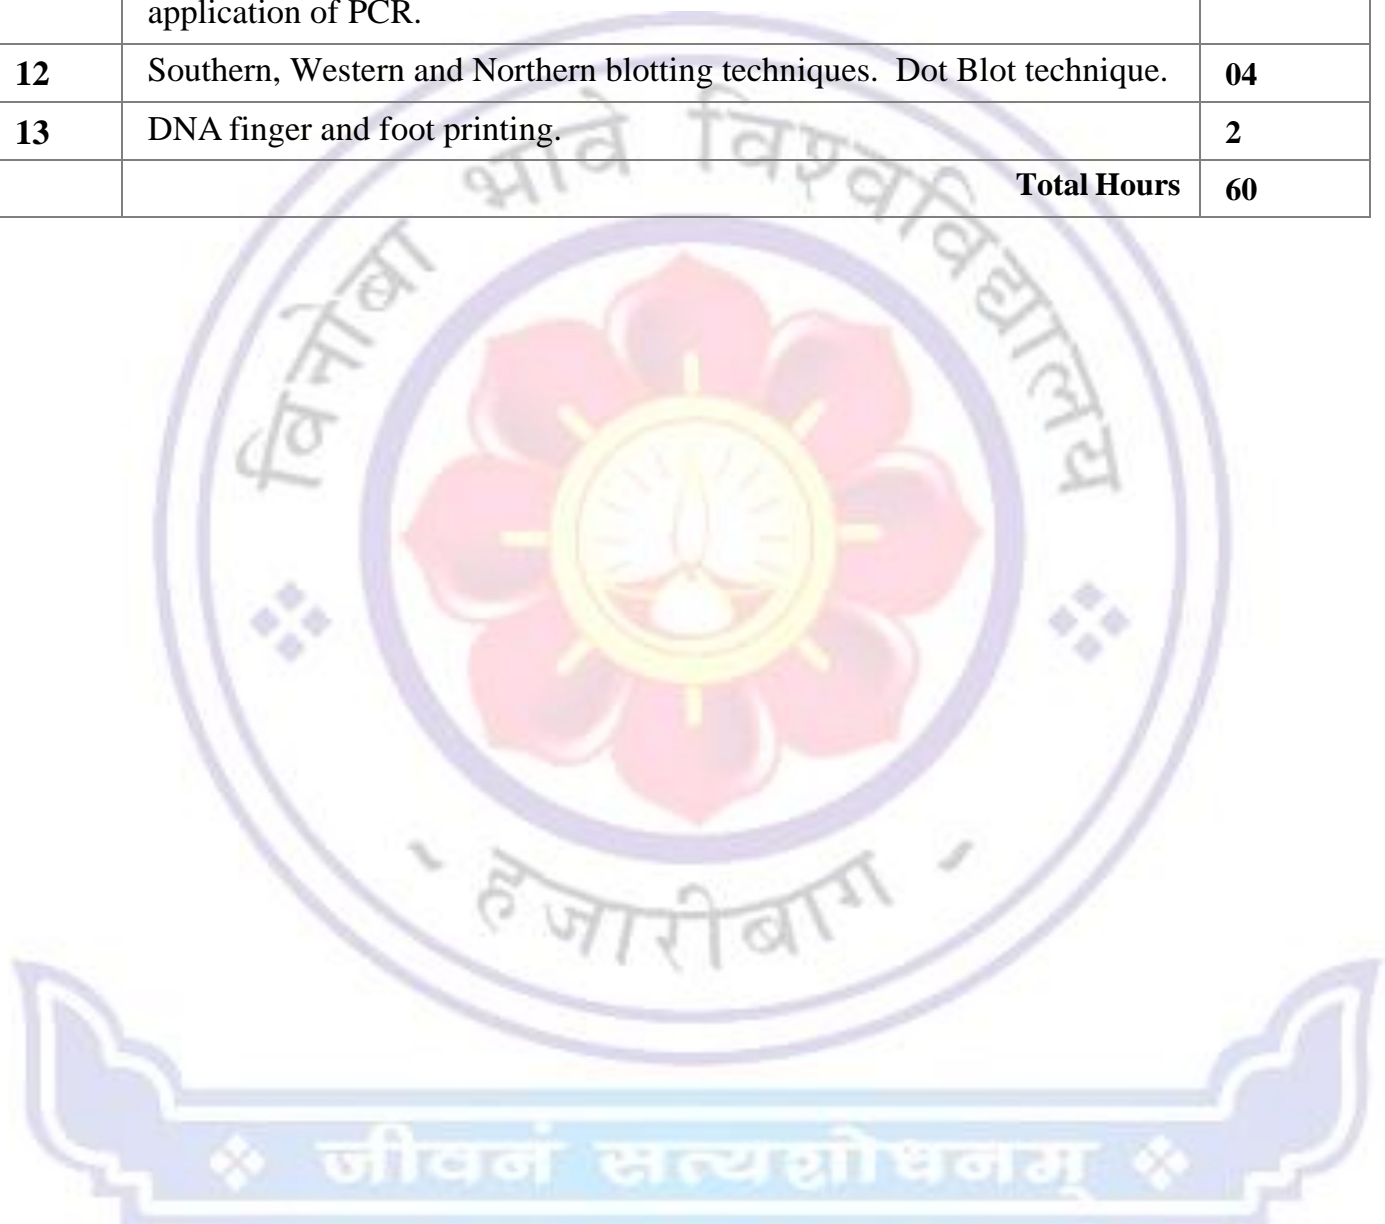 application of PCR.
12 Southern, Western and Northern blotting techniques. Dot Blot technique. 04
13 DNA finger and foot printing. 2
Total Hours 60
विनोबा भावे विश्वविद्यालय
- हजारीबाग -
जीवनं सत्यशोधनम्